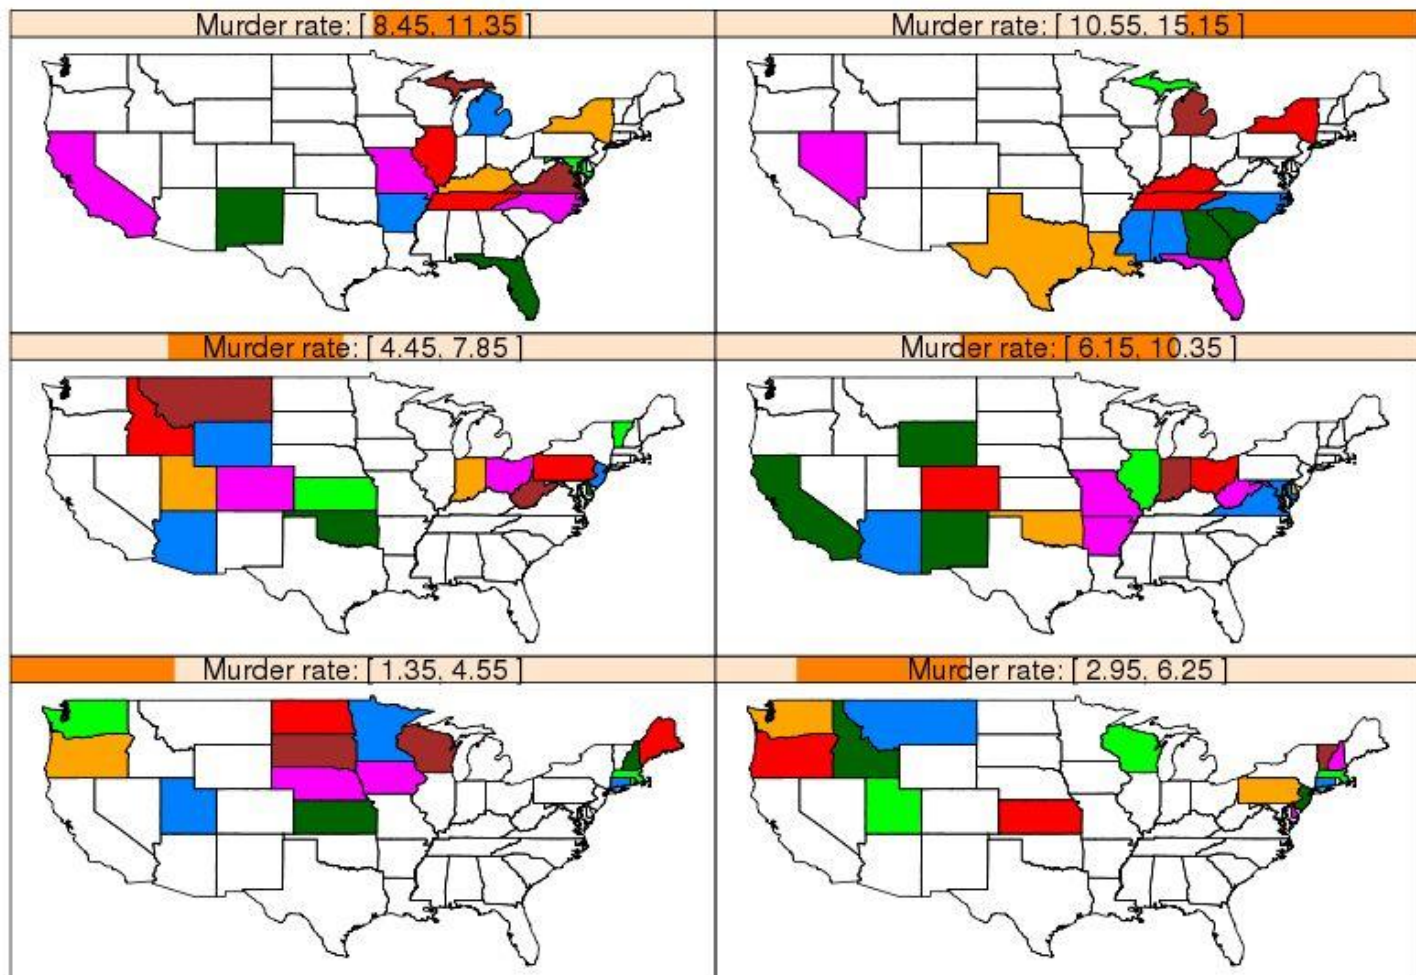 Murder rate: [ 8.45, 11.35 ]
Murder rate: [ 10.55, 15.15 ]
Murder rate: [ 4.45, 7.85 ]
Murder rate: [ 6.15, 10.35 ]
Murder rate: [ 1.35, 4.55 ]
Murder rate: [ 2.95, 6.25 ]